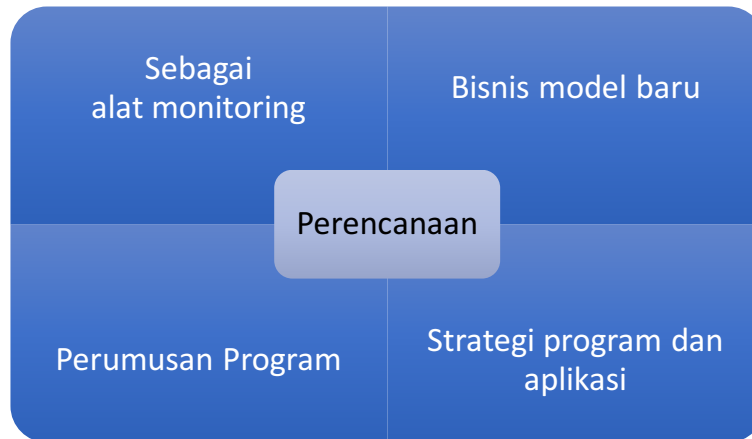 Sebagai
alat monitoring
Bisnis model baru
Perencanaan
Perumusan Program
Strategi program dan
aplikasi